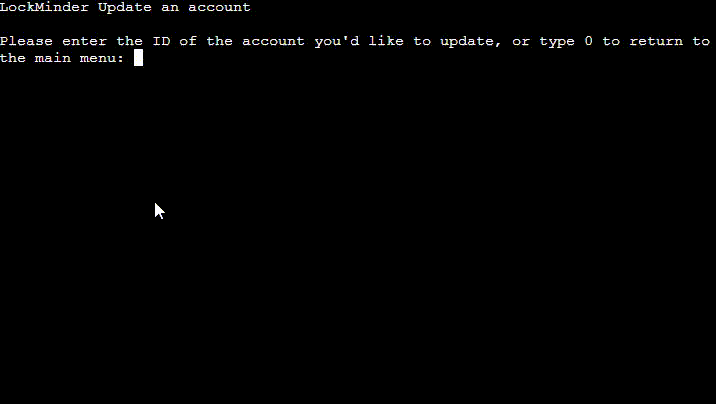 LockMinder Update an account
Please enter the ID of the account you'd like to update, or type 0 to return to
the main menu: